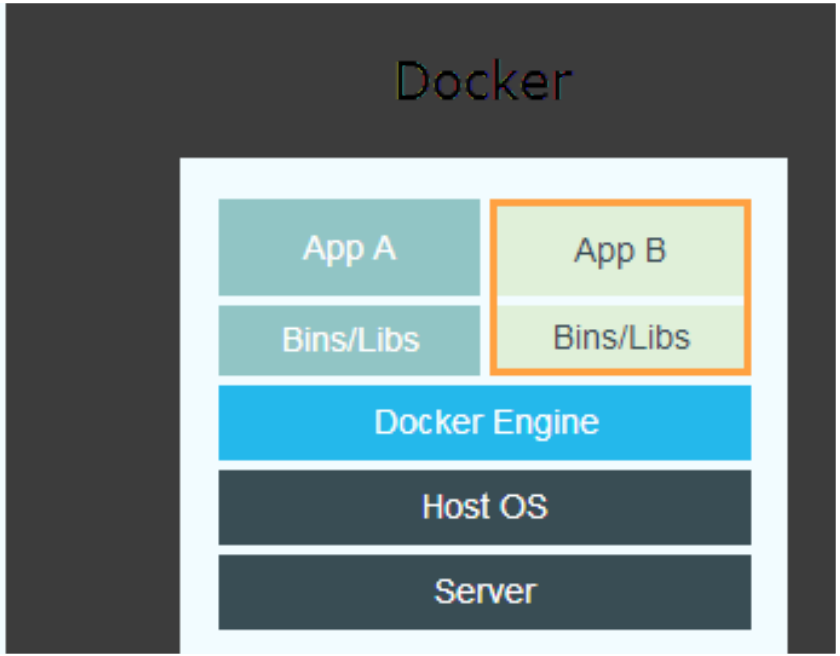 Docker
App A
App B
Bins/Libs
Bins/Libs
Docker Engine
Host OS
Server